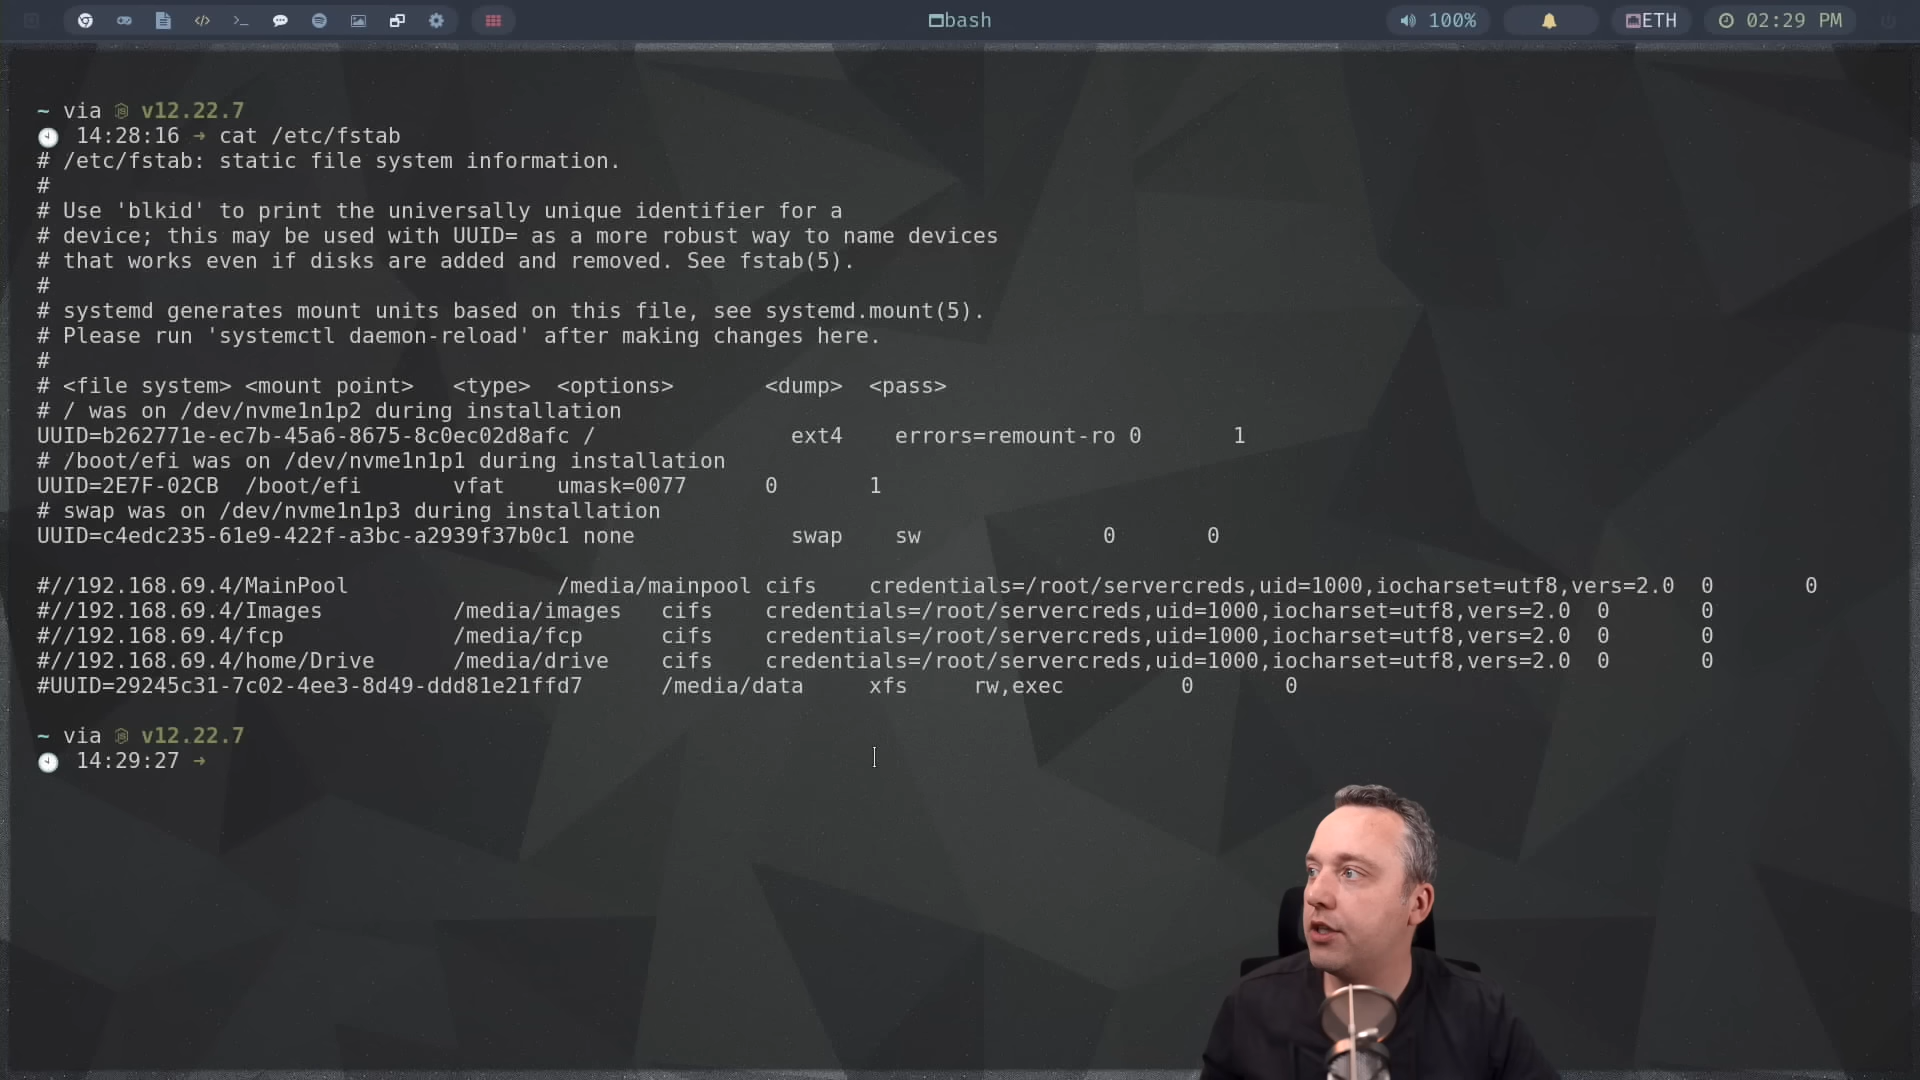 bash
100%
ETH
02:29 PM
~ via v12.22.7
14:28:16 ➜ cat /etc/fstab
# /etc/fstab: static file system information.
#
# Use 'blkid' to print the universally unique identifier for a
# device; this may be used with UUID= as a more robust way to name devices
# that works even if disks are added and removed. See fstab(5).
#
# systemd generates mount units based on this file, see systemd.mount(5).
# Please run 'systemctl daemon-reload' after making changes here.
#
# <file system> <mount point>   <type>  <options>       <dump>  <pass>
# / was on /dev/nvme1n1p2 during installation
UUID=b262771e-ec7b-45a6-8675-8c0ec02d8afc /               ext4    errors=remount-ro 0       1
# /boot/efi was on /dev/nvme1n1p1 during installation
UUID=2E7F-02CB  /boot/efi       vfat    umask=0077      0       1
# swap was on /dev/nvme1n1p3 during installation
UUID=c4edc235-61e9-422f-a3bc-a2939f37b0c1 none            swap    sw              0       0
#//192.168.69.4/MainPool                /media/mainpool cifs    credentials=/root/servercreds,uid=1000,iocharset=utf8,vers=2.0  0       0
#//192.168.69.4/Images          /media/images   cifs    credentials=/root/servercreds,uid=1000,iocharset=utf8,vers=2.0  0       0
#//192.168.69.4/fcp             /media/fcp      cifs    credentials=/root/servercreds,uid=1000,iocharset=utf8,vers=2.0  0       0
#//192.168.69.4/home/Drive      /media/drive    cifs    credentials=/root/servercreds,uid=1000,iocharset=utf8,vers=2.0  0       0
#UUID=29245c31-7c02-4ee3-8d49-ddd81e21ffd7      /media/data     xfs     rw,exec         0       0
~ via v12.22.7
14:29:27 ➜